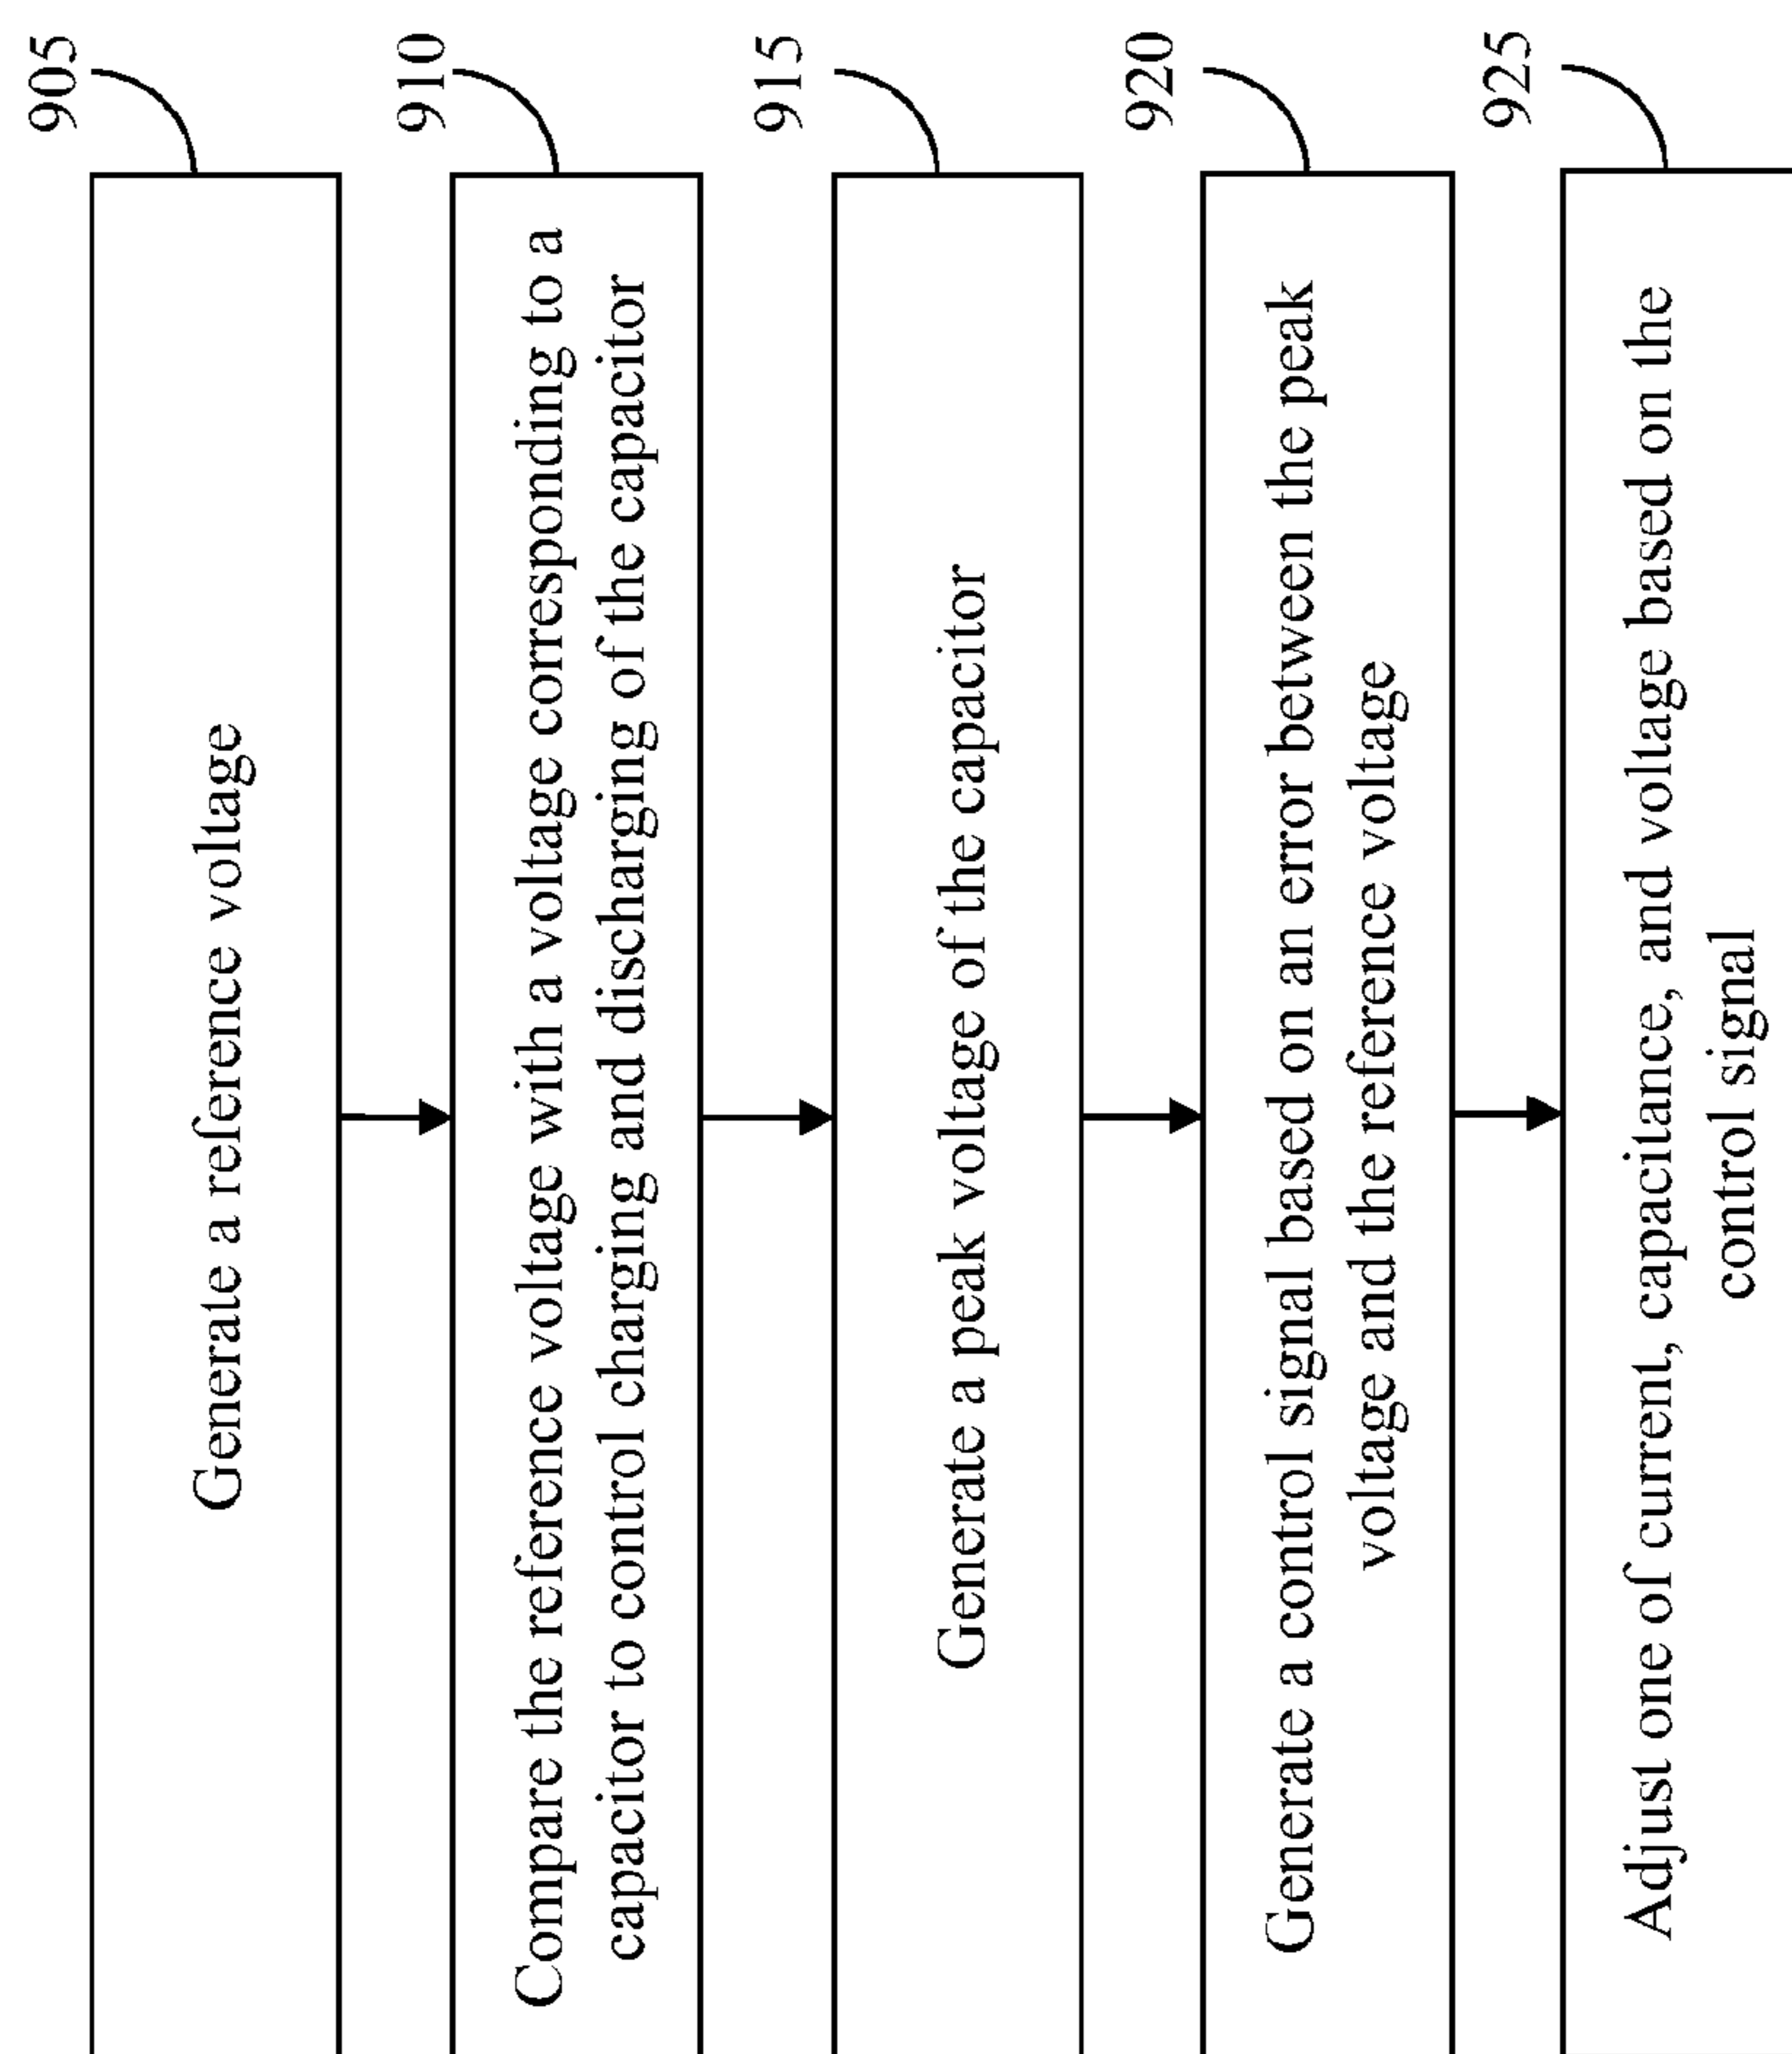 905
Generate a reference voltage
910
Compare the reference voltage with a voltage corresponding to a
capacitor to control charging and discharging of the capacitor
915
Generate a peak voltage of the capacitor
920
Generate a control signal based on an error between the peak
voltage and the reference voltage
925
Adjust one of current, capacitance, and voltage based on the
control signal